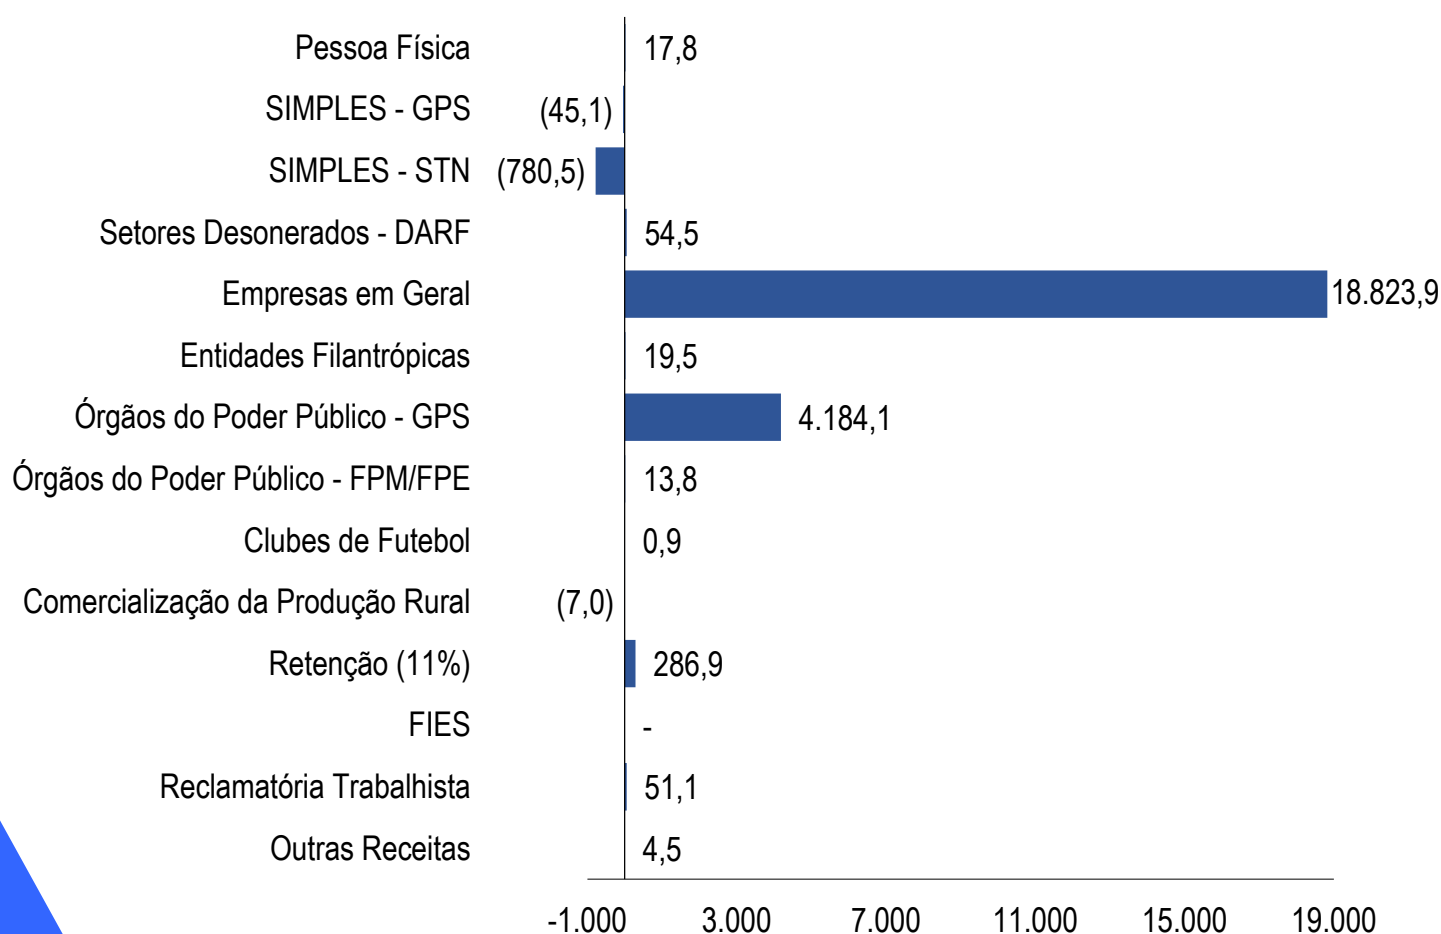 Pessoa Física 17,8
SIMPLES - GPS (45,1)
SIMPLES - STN (780,5)
Setores Desonerados - DARF 54,5
Empresas em Geral 18.823,9
Entidades Filantrópicas 19,5
Órgãos do Poder Público - GPS 4.184,1
Órgãos do Poder Público - FPM/FPE 13,8
Clubes de Futebol 0,9
Comercialização da Produção Rural (7,0)
Retenção (11%) 286,9
FIES -
Reclamatória Trabalhista 51,1
Outras Receitas 4,5
-1.000 3.000 7.000 11.000 15.000 19.000